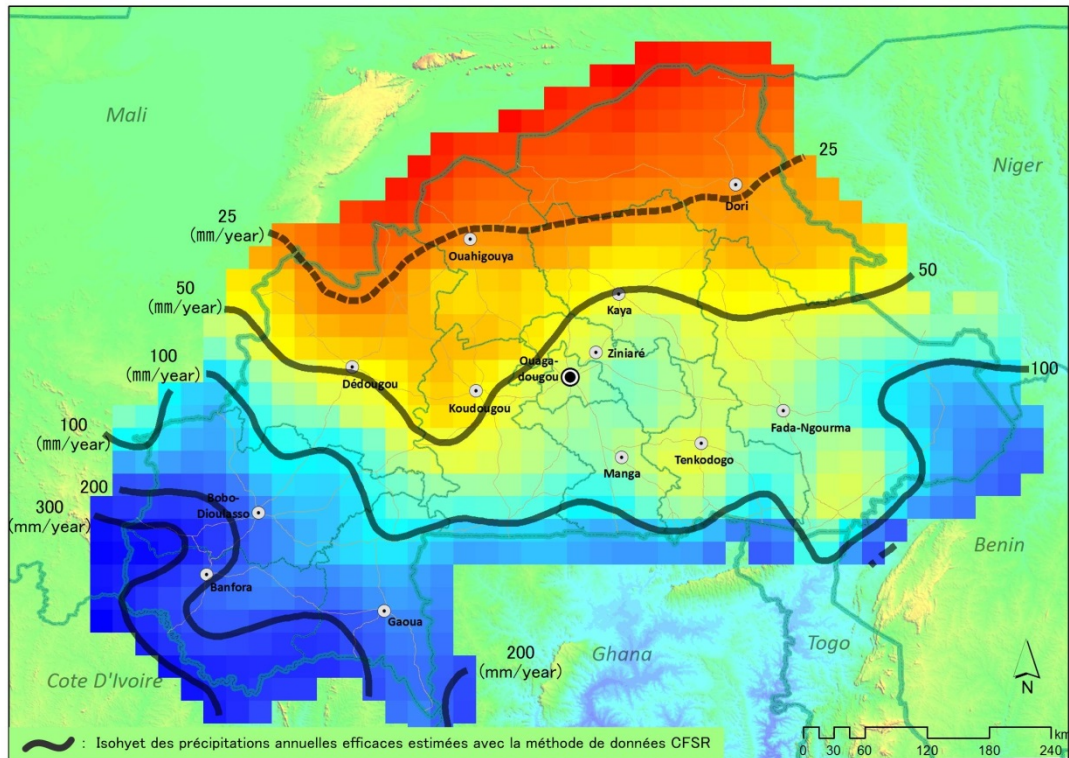 Mali
Niger
25
25
(mm/year)
Dori
Ouahigouya
50
50
(mm/year)
Kaya
100
(mm/year)
Ziniaré
Ouaga-
dougou
100
Dédougou
Koudougou
Fada-Ngourma
100
(mm/year)
Manga
Tenkodogo
200
300
(mm/year)
Bobo-
Dioulasso
Benin
Banfora
Gaoua
200
(mm/year)
Ghana
Togo
Cote D'Ivoire
N
: Isohyet des précipitations annuelles efficaces estimées avec la méthode de données CFSR
km
0 30 60 120 180 240